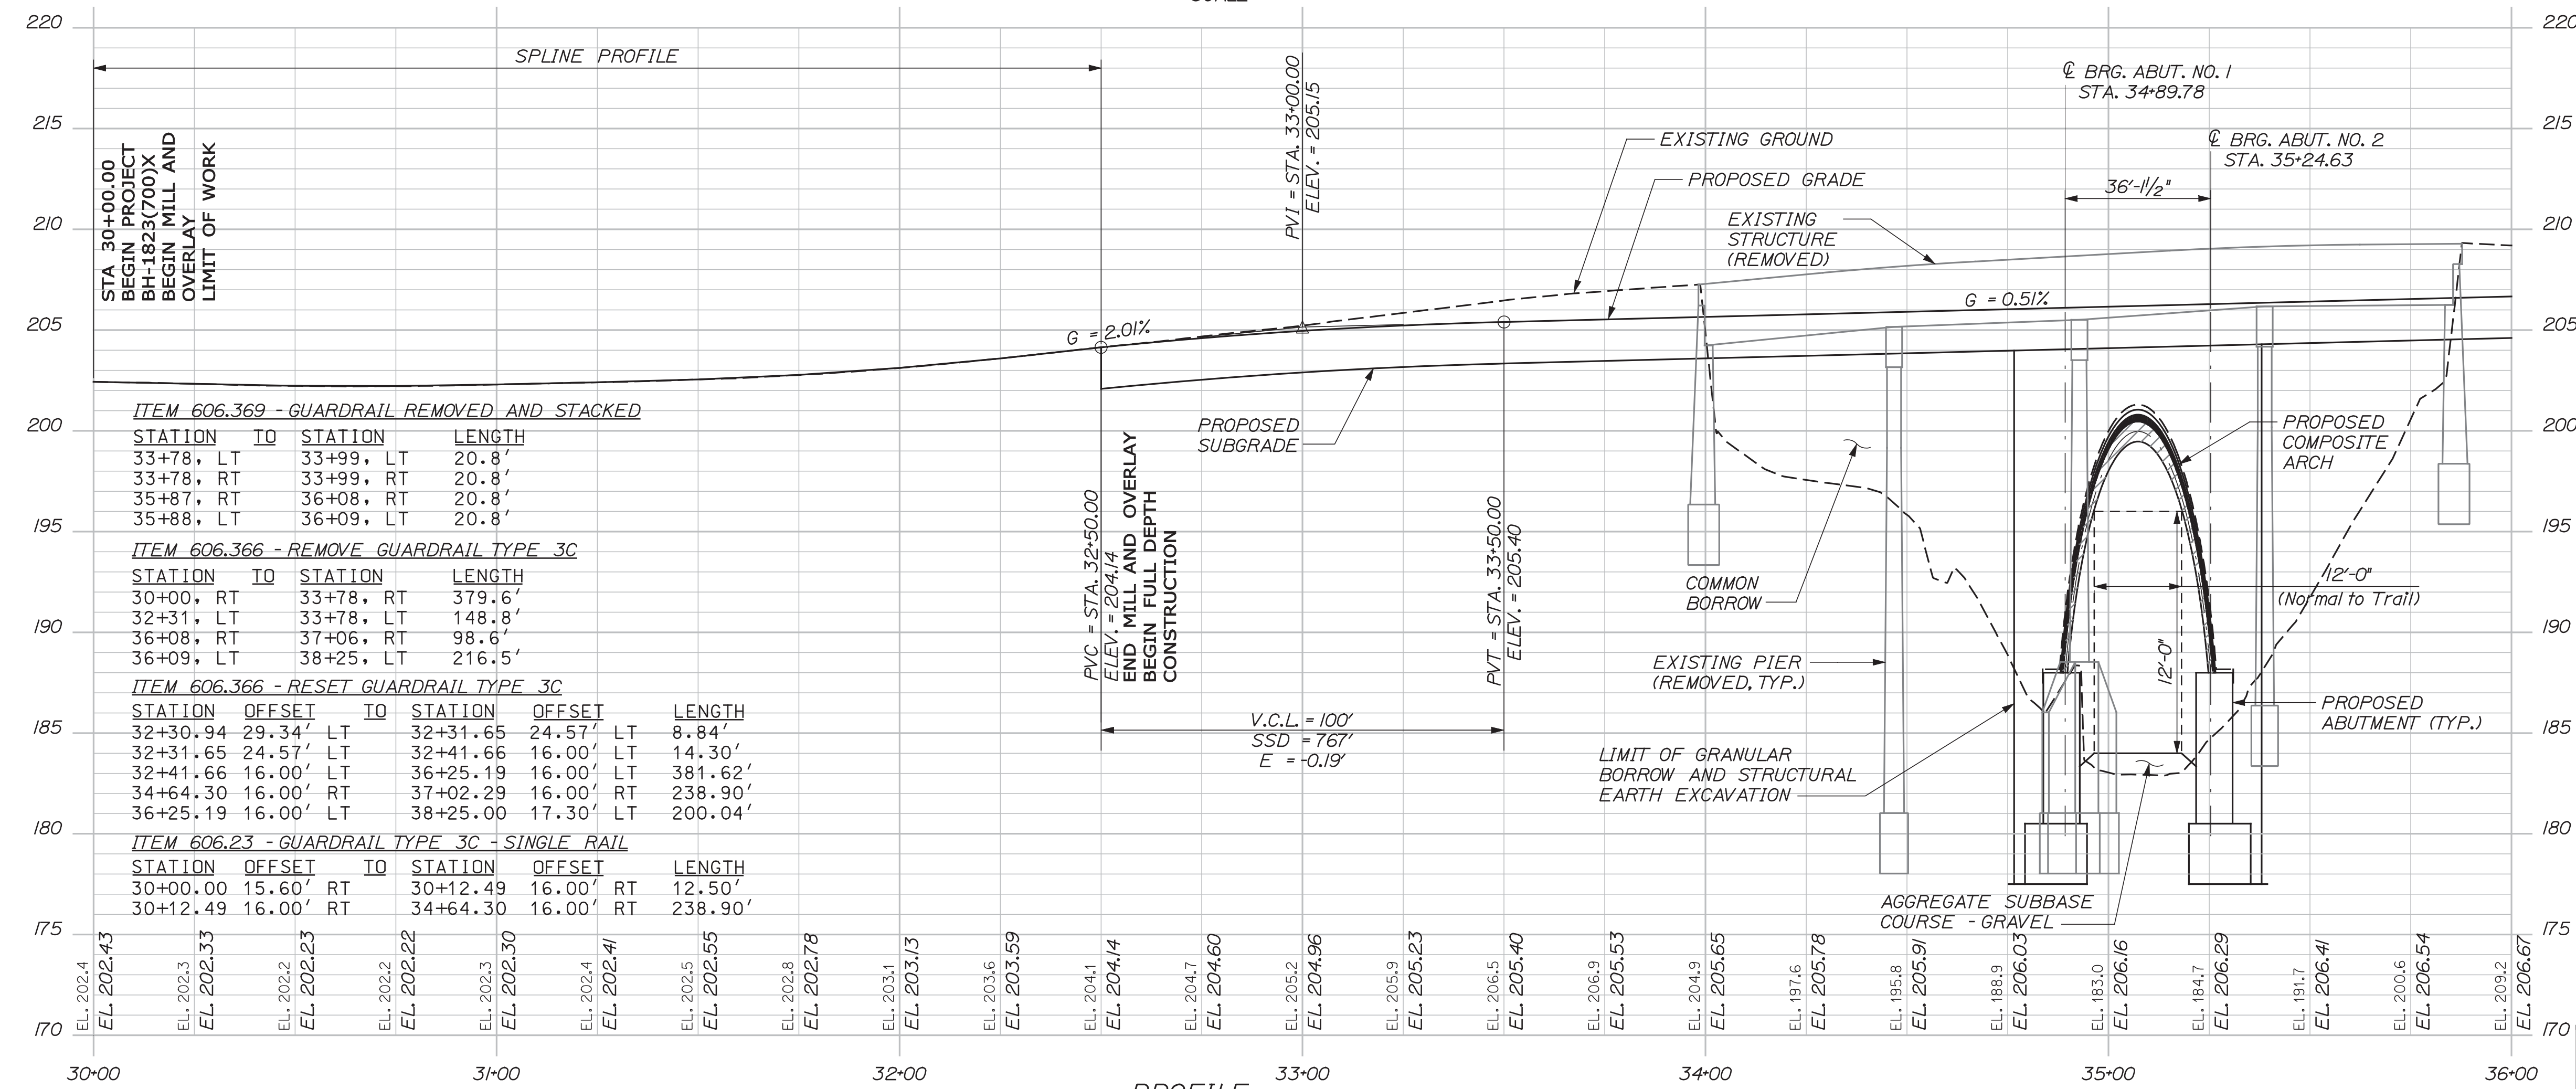 SPLINE PROFILE
STA 30+00.00
BEGIN PROJECT
BH-1823(700)X
BEGIN MILL AND
OVERLAY
LIMIT OF WORK
PVI = STA. 33+00.00
ELEV. = 205.15
℄ BRG. ABUT. NO. 1
STA. 34+89.78
℄ BRG. ABUT. NO. 2
STA. 35+24.63
36'-1½"
EXISTING GROUND
PROPOSED GRADE
EXISTING
STRUCTURE
(REMOVED)
G = 2.01%
G = 0.51%
PROPOSED
SUBGRADE
PROPOSED
COMPOSITE
ARCH
COMMON
BORROW
12'-0"
(Normal to Trail)
12'-0"
EXISTING PIER
(REMOVED, TYP.)
PROPOSED
ABUTMENT (TYP.)
LIMIT OF GRANULAR
BORROW AND STRUCTURAL
EARTH EXCAVATION
AGGREGATE SUBBASE
COURSE - GRAVEL
PVC = STA. 32+50.00
ELEV. = 204.14
END MILL AND OVERLAY
BEGIN FULL DEPTH
CONSTRUCTION
PVT = STA. 33+50.00
ELEV. = 205.40
V.C.L. = 100'
SSD = 767'
E = -0.19'
ITEM 606.369 - GUARDRAIL REMOVED AND STACKED
STATION TO STATION LENGTH
33+78, LT 33+99, LT 20.8'
33+78, RT 33+99, RT 20.8'
35+87, RT 36+08, RT 20.8'
35+88, LT 36+09, LT 20.8'
ITEM 606.366 - REMOVE GUARDRAIL TYPE 3C
STATION TO STATION LENGTH
30+00, RT 33+78, RT 379.6'
32+31, LT 33+78, LT 148.8'
36+08, RT 37+06, RT 98.6'
36+09, LT 38+25, LT 216.5'
ITEM 606.366 - RESET GUARDRAIL TYPE 3C
STATION OFFSET TO STATION OFFSET LENGTH
32+30.94 29.34' LT 32+31.65 24.57' LT 8.84'
32+31.65 24.57' LT 32+41.66 16.00' LT 14.30'
32+41.66 16.00' LT 36+25.19 16.00' LT 381.62'
34+64.30 16.00' RT 37+02.29 16.00' RT 238.90'
36+25.19 16.00' LT 38+25.00 17.30' LT 200.04'
ITEM 606.23 - GUARDRAIL TYPE 3C - SINGLE RAIL
STATION OFFSET TO STATION OFFSET LENGTH
30+00.00 15.60' RT 30+12.49 16.00' RT 12.50'
30+12.49 16.00' RT 34+64.30 16.00' RT 238.90'
220 220
215 215
210 210
205 205
200 200
195 195
190 190
185 185
180 180
175 175
170 170
EL. 202.4
EL. 202.43
EL. 202.3
EL. 202.33
EL. 202.2
EL. 202.23
EL. 202.2
EL. 202.22
EL. 202.3
EL. 202.30
EL. 202.4
EL. 202.41
EL. 202.5
EL. 202.55
EL. 202.8
EL. 202.78
EL. 203.1
EL. 203.13
EL. 203.6
EL. 203.59
EL. 204.1
EL. 204.14
EL. 204.7
EL. 204.60
EL. 205.2
EL. 204.96
EL. 205.9
EL. 205.23
EL. 206.5
EL. 205.40
EL. 206.9
EL. 205.53
EL. 204.9
EL. 205.65
EL. 197.6
EL. 205.78
EL. 195.8
EL. 205.91
EL. 188.9
EL. 206.03
EL. 183.0
EL. 206.16
EL. 184.7
EL. 206.29
EL. 191.7
EL. 206.41
EL. 200.6
EL. 206.54
EL. 209.2
EL. 206.67
30+00 31+00 32+00 33+00 34+00 35+00 36+00
PROFILE